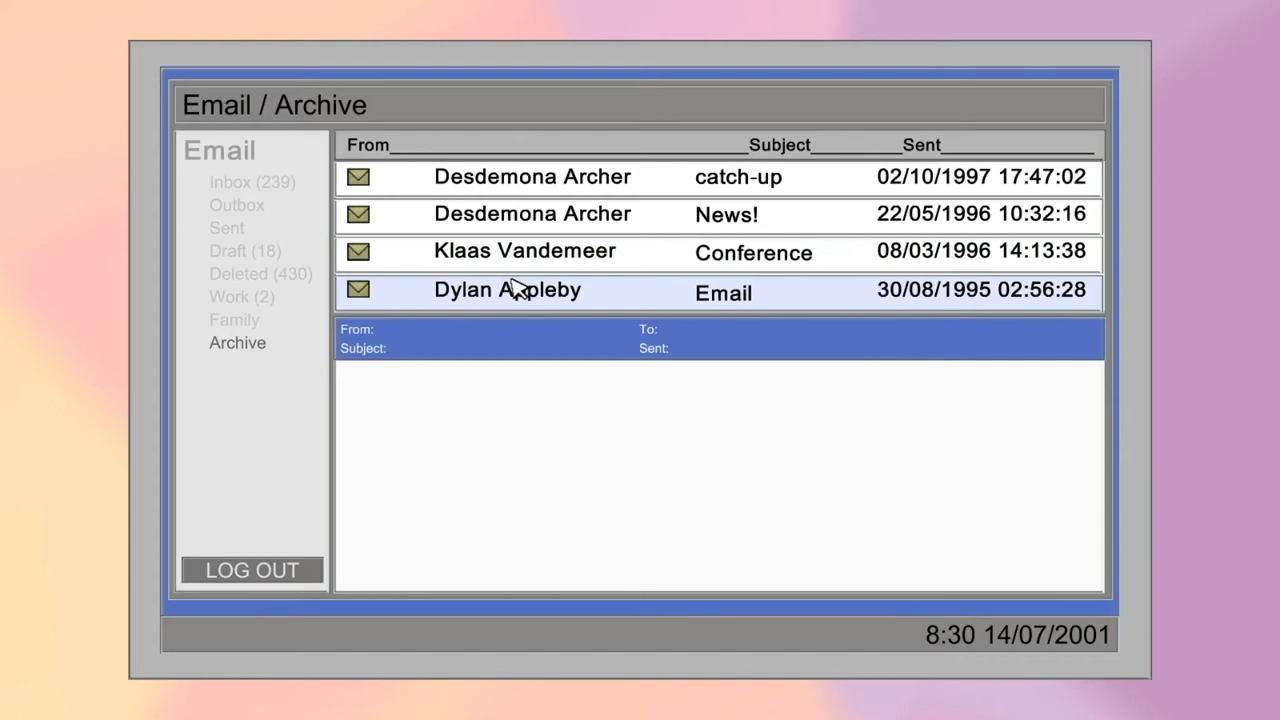 Email / Archive
Email
Inbox (239)
Outbox
Sent
Draft (18)
Deleted (430)
Work (2)
Family
Archive
LOG OUT
From Subject Sent
Desdemona Archer catch-up 02/10/1997 17:47:02
Desdemona Archer News! 22/05/1996 10:32:16
Klaas Vandemeer Conference 08/03/1996 14:13:38
Dylan Appleby Email 30/08/1995 02:56:28
From: To:
Subject: Sent:
8:30 14/07/2001